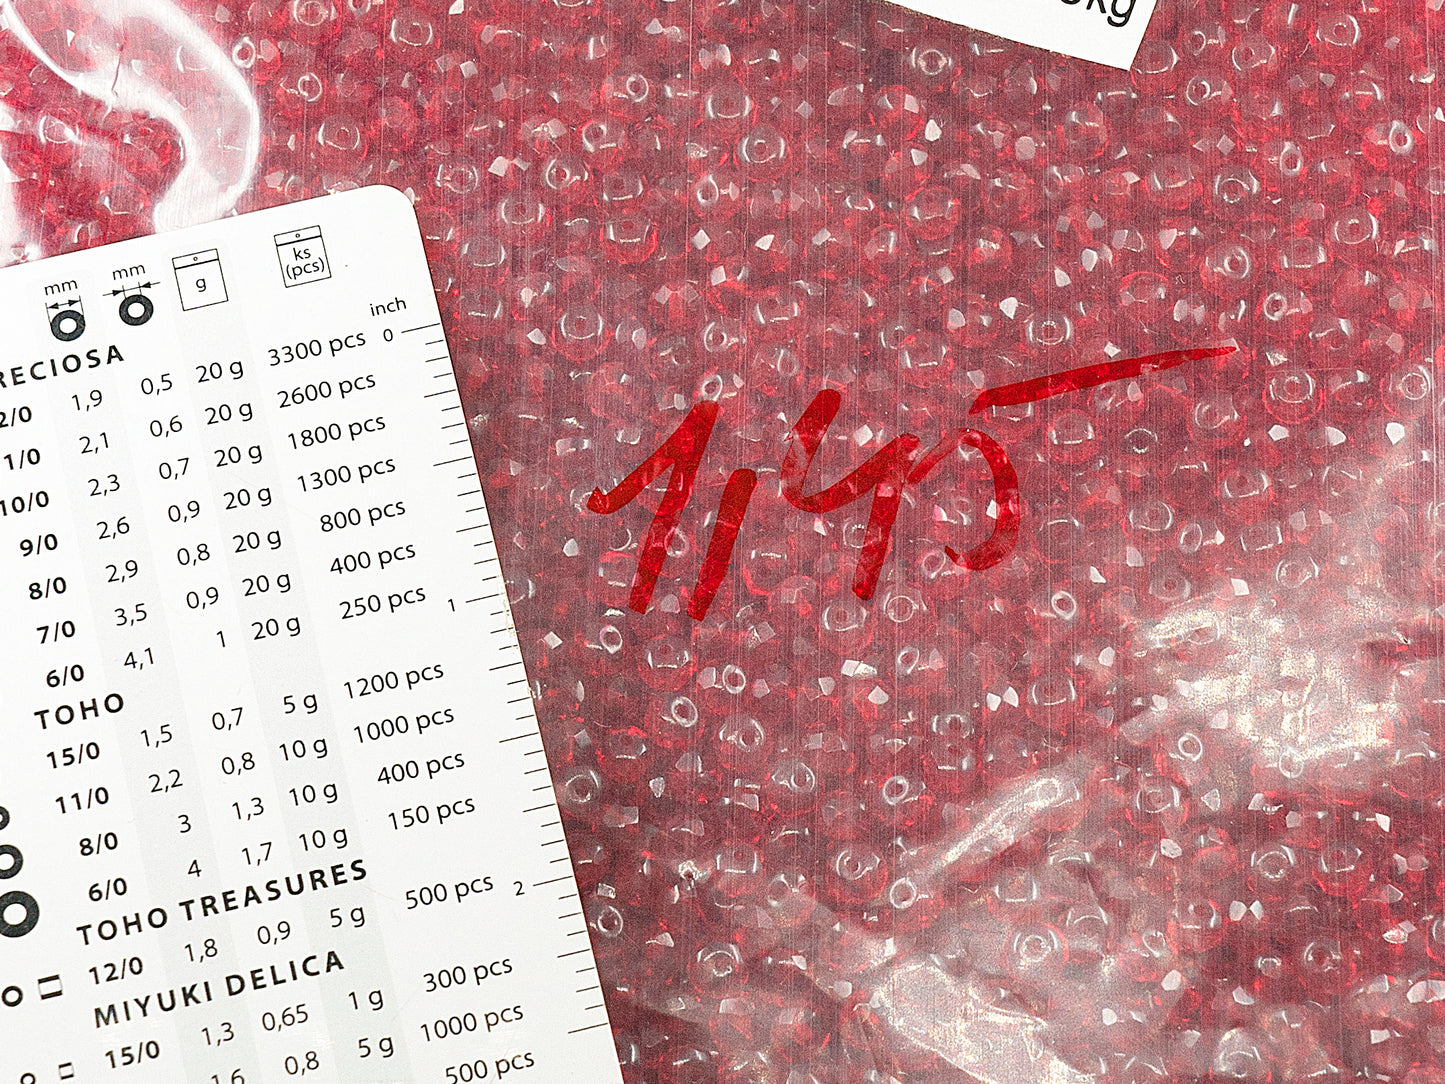 kg
mm mm g ks (pcs)
inch
0
RECIOSA
2/0 1,9 0,5 20 g 3300 pcs
1/0 2,1 0,6 20 g 2600 pcs
10/0 2,3 0,7 20 g 1800 pcs
9/0 2,6 0,9 20 g 1300 pcs
8/0 2,9 0,8 20 g 800 pcs
7/0 3,5 0,9 20 g 400 pcs
6/0 4,1 1 20 g 250 pcs
1
TOHO
15/0 1,5 0,7 5 g 1200 pcs
11/0 2,2 0,8 10 g 1000 pcs
8/0 3 1,3 10 g 400 pcs
6/0 4 1,7 10 g 150 pcs
TOHO TREASURES
12/0 1,8 0,9 5 g 500 pcs
2
MIYUKI DELICA
15/0 1,3 0,65 1 g 300 pcs
1,6 0,8 5 g 1000 pcs
500 pcs
1,45